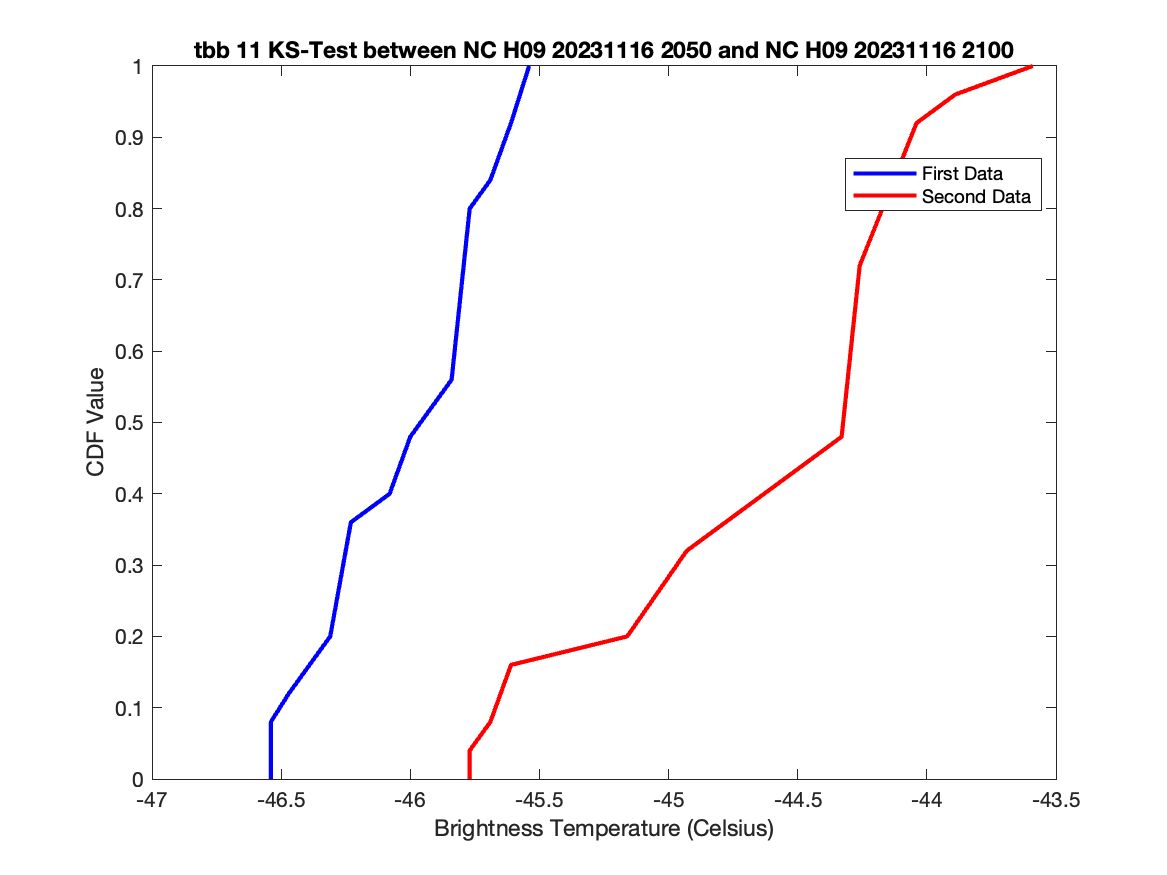 tbb 11 KS-Test between NC H09 20231116 2050 and NC H09 20231116 2100
1
0.9
0.8
0.7
0.6
0.5
0.4
0.3
0.2
0.1
0
CDF Value
First Data
Second Data
-47 -46.5 -46 -45.5 -45 -44.5 -44 -43.5
Brightness Temperature (Celsius)